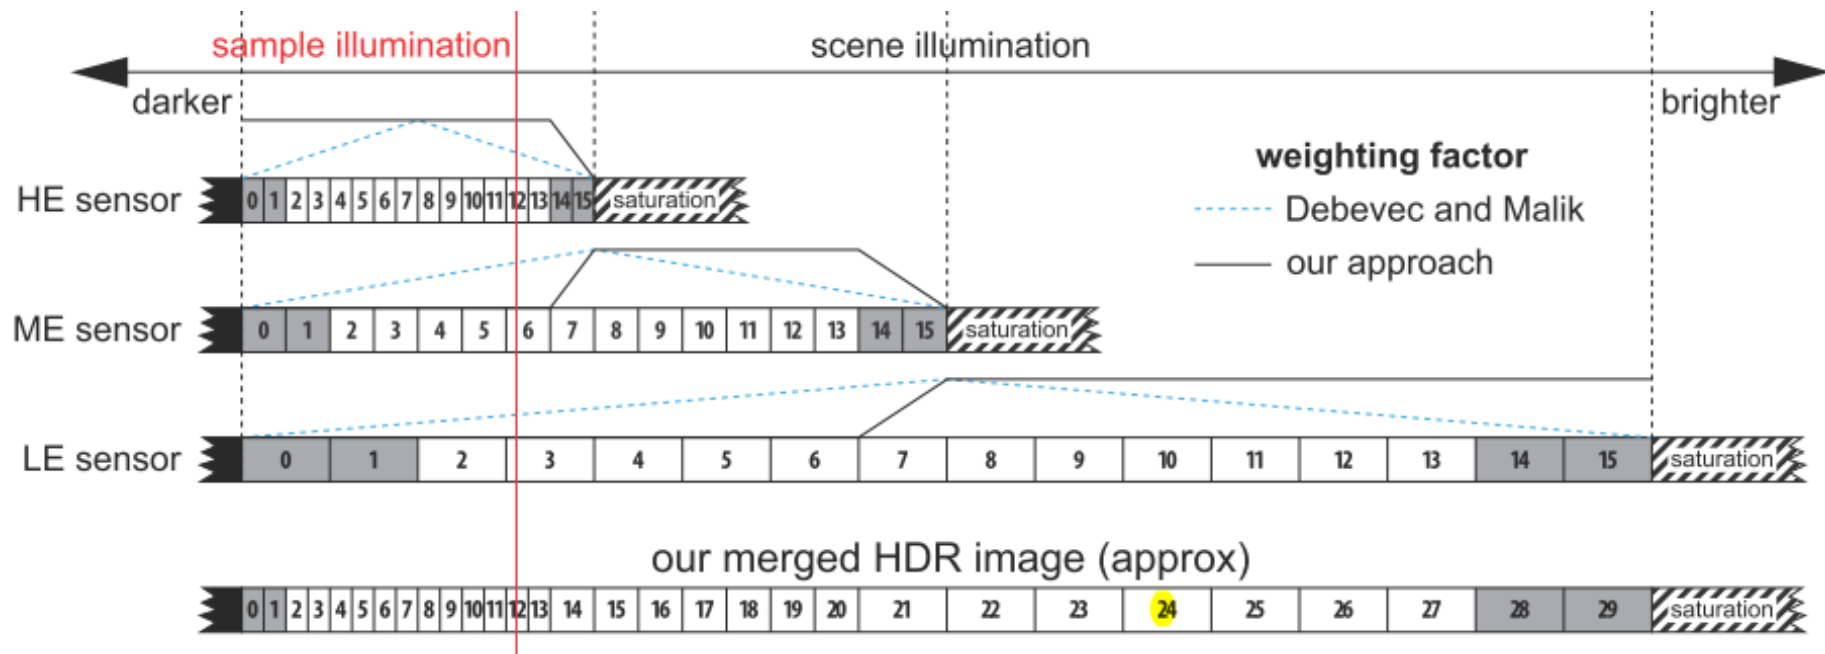 sample illumination scene illumination
darker brighter
weighting factor
Debevec and Malik
our approach
HE sensor 0 1 2 3 4 5 6 7 8 9 10 11 12 13 14 15 saturation
ME sensor 0 1 2 3 4 5 6 7 8 9 10 11 12 13 14 15 saturation
LE sensor 0 1 2 3 4 5 6 7 8 9 10 11 12 13 14 15 saturation
our merged HDR image (approx)
0 1 2 3 4 5 6 7 8 9 10 11 12 13 14 15 16 17 18 19 20 21 22 23 24 25 26 27 28 29 saturation